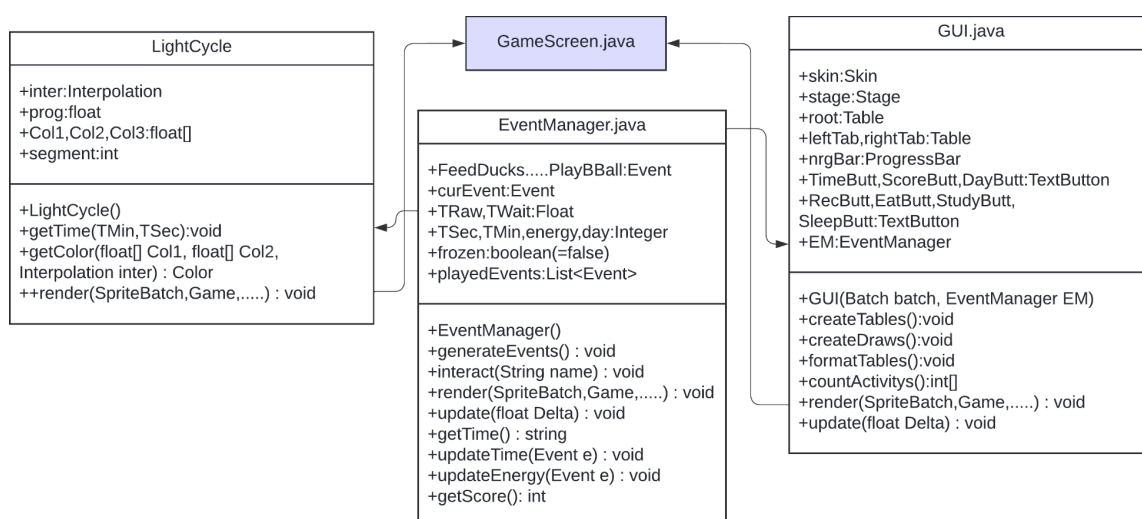 LightCycle
+inter:Interpolation
+prog:float
+Col1,Col2,Col3:float[]
+segment:int
+LightCycle()
+getTime(TMin,TSec):void
+getColor(float[] Col1, float[] Col2,
Interpolation inter) : Color
++render(SpriteBatch,Game,.....) : void
GameScreen.java
EventManager.java
+FeedDucks.....PlayBBall:Event
+curEvent:Event
+TRaw,TWait:Float
+TSec,TMin,energy,day:Integer
+frozen:boolean(=false)
+playedEvents:List<Event>
+EventManager()
+generateEvents() : void
+interact(String name) : void
+render(SpriteBatch,Game,.....) : void
+update(float Delta) : void
+getTime() : string
+updateTime(Event e) : void
+updateEnergy(Event e) : void
+getScore(): int
GUI.java
+skin:Skin
+stage:Stage
+root:Table
+leftTab,rightTab:Table
+nrgBar:ProgressBar
+TimeButt,ScoreButt,DayButt:TextButton
+RecButt,EatButt,StudyButt,
SleepButt:TextButton
+EM:EventManager
+GUI(Batch batch, EventManager EM)
+createTables():void
+createDraws():void
+formatTables():void
+countActivitys():int[]
+render(SpriteBatch,Game,.....) : void
+update(float Delta) : void